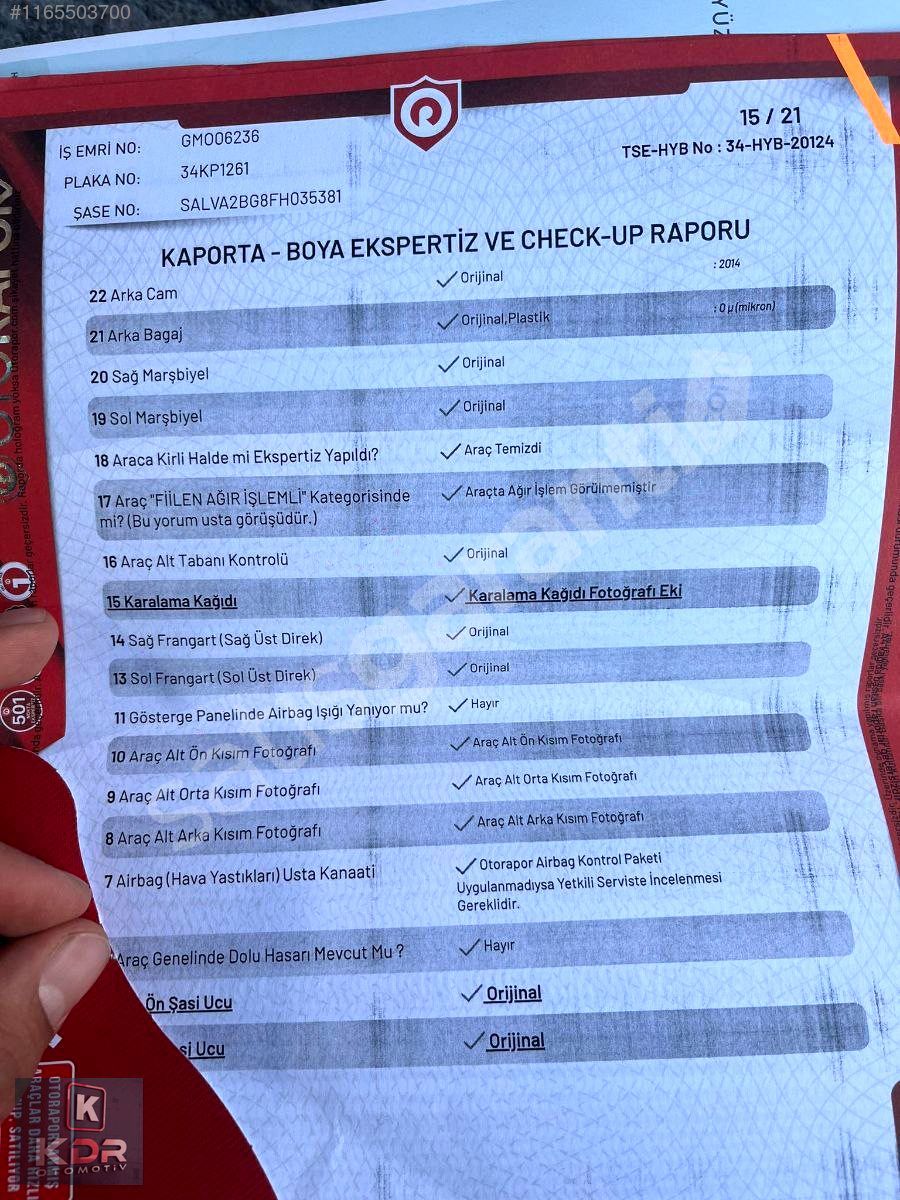 #1165503700
15 / 21
TSE-HYB No : 34-HYB-20124
İŞ EMRİ NO: GM006236
PLAKA NO: 34KP1261
ŞASE NO: SALVA2BG8FH035381
KAPORTA - BOYA EKSPERTİZ VE CHECK-UP RAPORU
: 2014
22 Arka Cam Orijinal
21 Arka Bagaj Orijinal,Plastik : 0 µ(mikron)
20 Sağ Marşbiyel Orijinal
19 Sol Marşbiyel Orijinal
18 Araca Kirli Halde mi Ekspertiz Yapıldı? Araç Temizdi
17 Araç "FİİLEN AĞIR İŞLEMLİ" Kategorisinde Araçta Ağır İşlem Görülmemiştir
mi? (Bu yorum usta görüşüdür.)
16 Araç Alt Tabanı Kontrolü Orijinal
15 Karalama Kağıdı Karalama Kağıdı Fotoğrafı Eki
14 Sağ Frangart (Sağ Üst Direk) Orijinal
13 Sol Frangart (Sol Üst Direk) Orijinal
11 Gösterge Panelinde Airbag Işığı Yanıyor mu? Hayır
10 Araç Alt Ön Kısım Fotoğrafı Araç Alt Ön Kısım Fotoğrafı
9 Araç Alt Orta Kısım Fotoğrafı Araç Alt Orta Kısım Fotoğrafı
8 Araç Alt Arka Kısım Fotoğrafı Araç Alt Arka Kısım Fotoğrafı
7 Airbag (Hava Yastıkları) Usta Kanaati Otorapor Airbag Kontrol Paketi
Uygulanmadıysa Yetkili Serviste İncelenmesi
Gereklidir.
Araç Genelinde Dolu Hasarı Mevcut Mu ? Hayır
Ön Şasi Ucu Orijinal
si Ucu Orijinal
501
K
KDR
OTOMOTİV